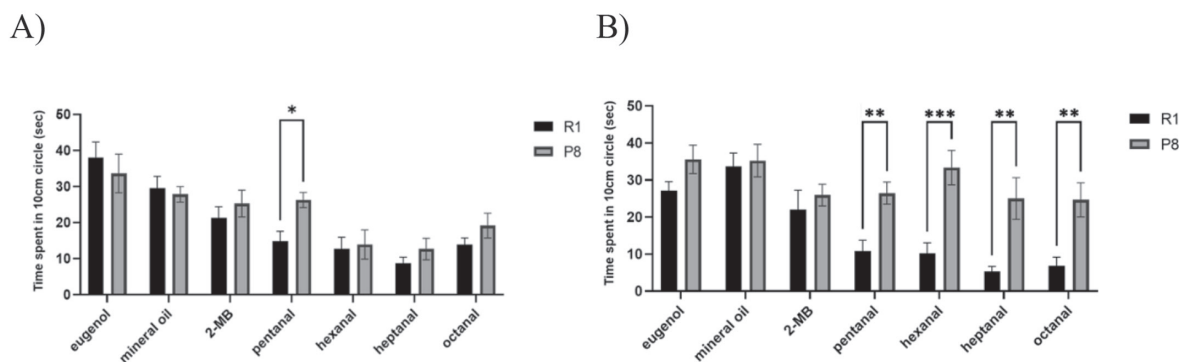 A)
B)
Time spent in 10cm circle (sec)
50
40
30
20
10
0
*
R1
P8
eugenol
mineral oil
2-MB
pentanal
hexanal
heptanal
octanal
Time spent in 10cm circle (sec)
50
40
30
20
10
0
**
***
**
**
R1
P8
eugenol
mineral oil
2-MB
pentanal
hexanal
heptanal
octanal